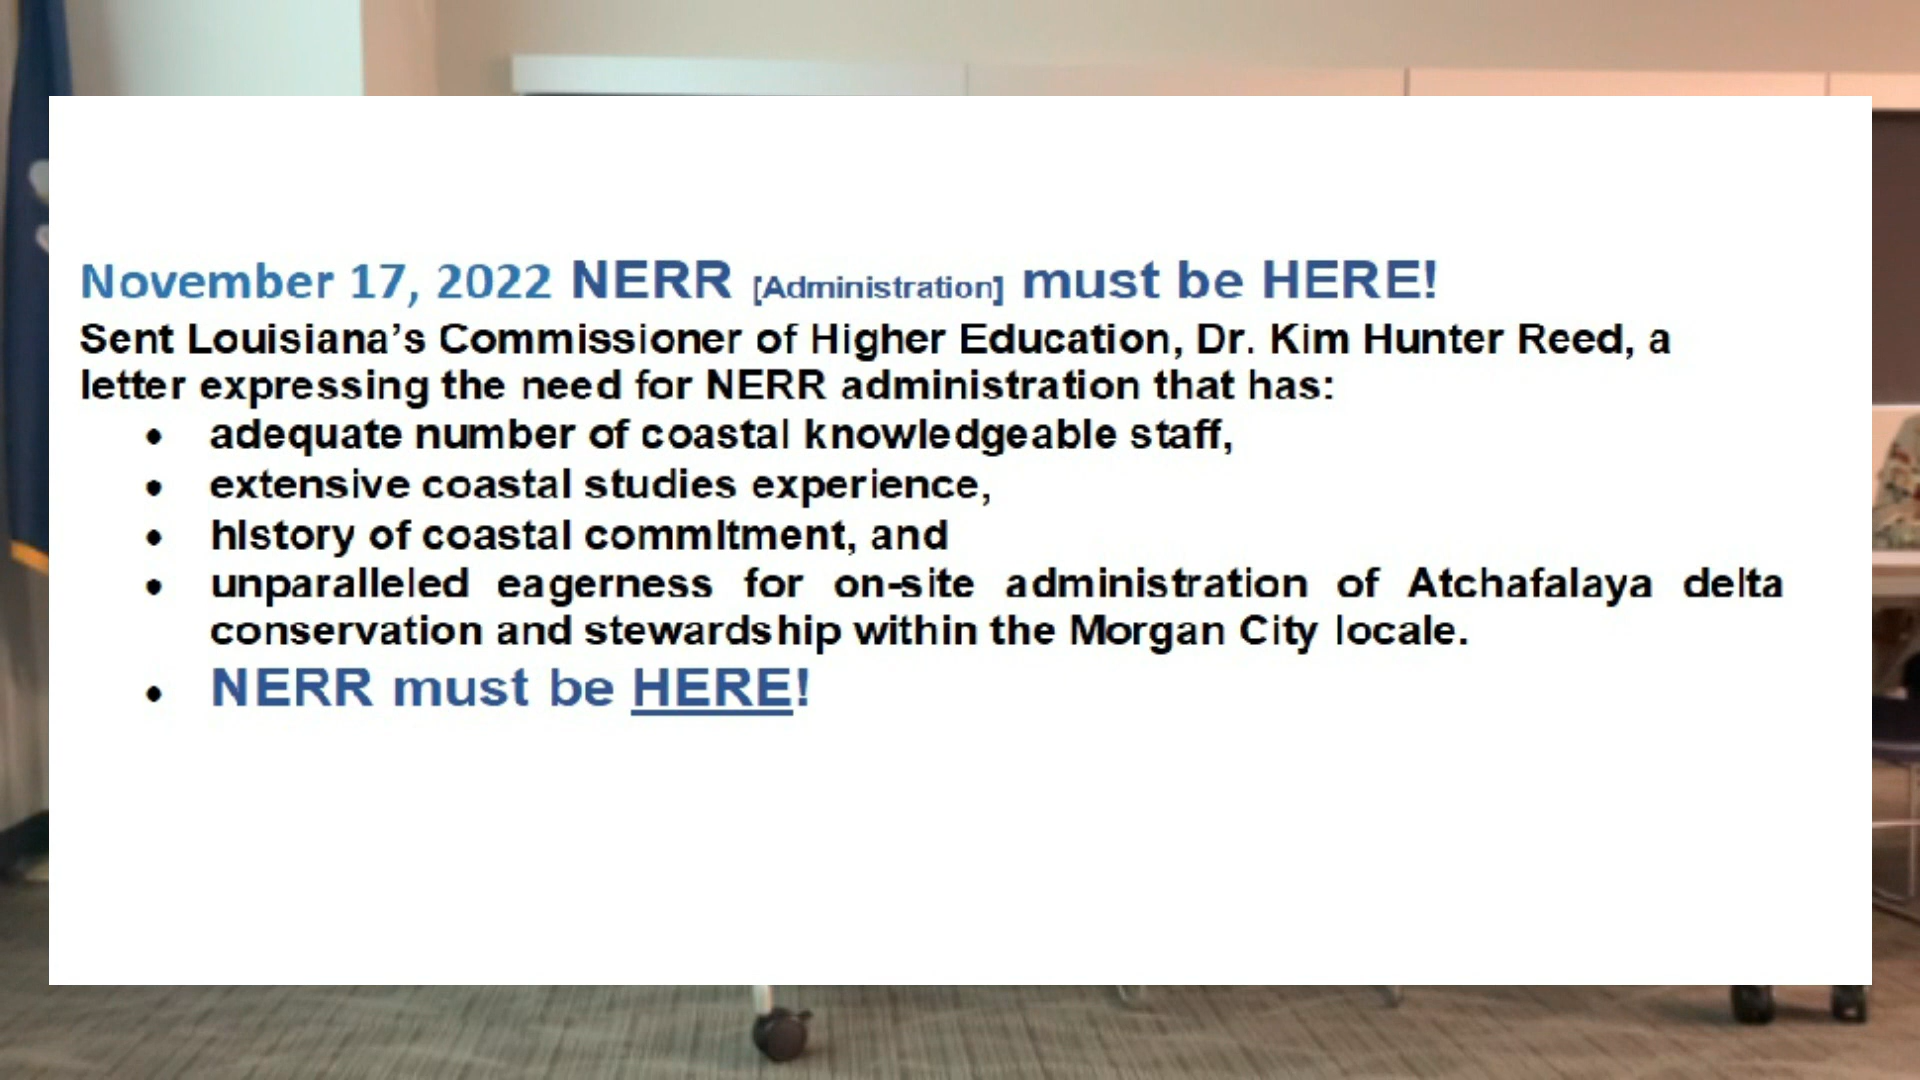 November 17, 2022 NERR [Administration] must be HERE!
Sent Louisiana’s Commissioner of Higher Education, Dr. Kim Hunter Reed, a
letter expressing the need for NERR administration that has:
• adequate number of coastal knowledgeable staff,
• extensive coastal studies experience,
• history of coastal commitment, and
• unparalleled eagerness for on-site administration of Atchafalaya delta
conservation and stewardship within the Morgan City locale.
• NERR must be HERE!